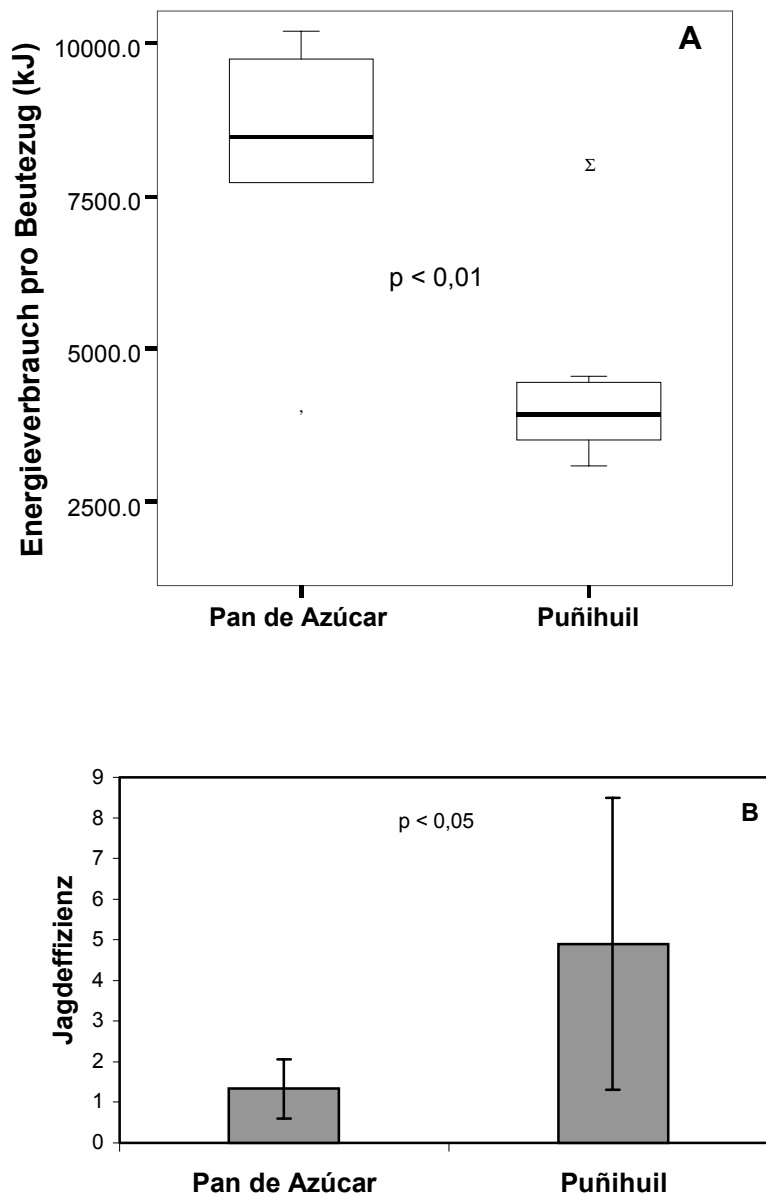 A
Energieverbrauch pro Beutezug (kJ)
10000.0
7500.0
5000.0
2500.0
Σ
p < 0,01
,
Pan de Azúcar
Puñihuil
B
Jagdeffizienz
9
8
7
6
5
4
3
2
1
0
p < 0,05
Pan de Azúcar
Puñihuil